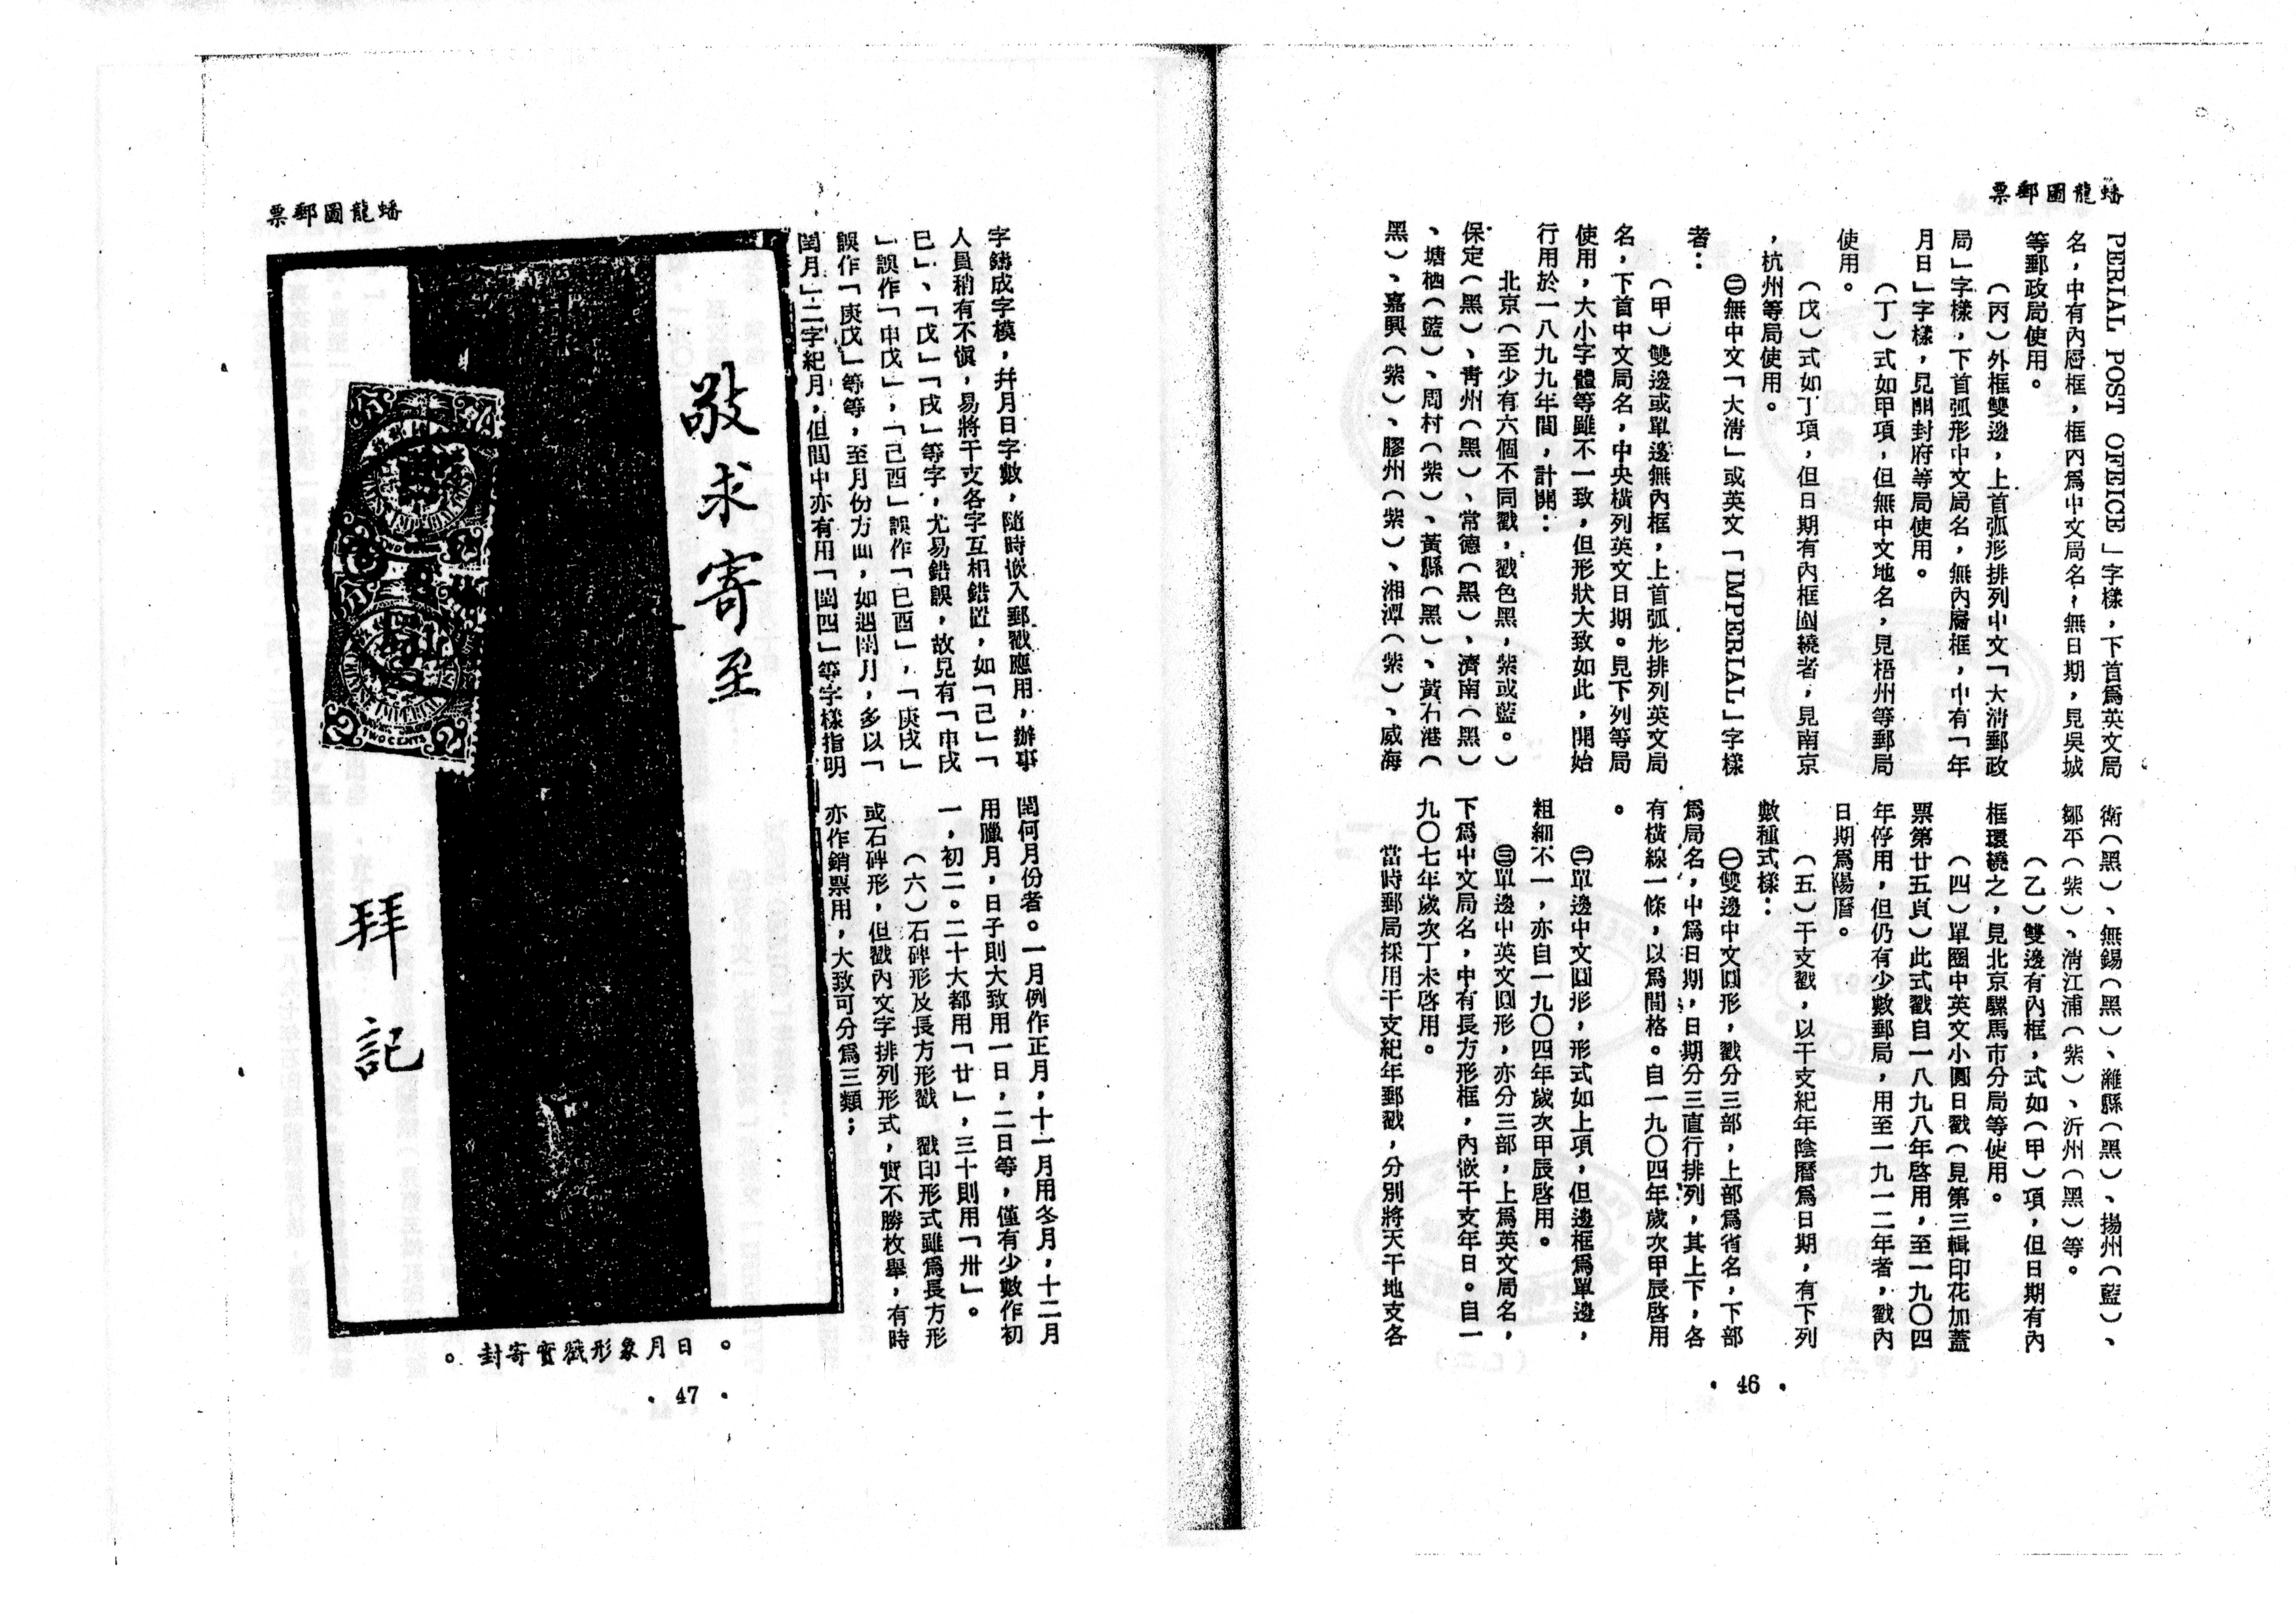 蟠龍圖郵票
PERIAL POST OFEICE」字樣，下首爲英文局
名，中有內層框，框內爲中文局名，無日期，見吳城
等郵政局使用。
（丙）外框雙邊，上首弧形排列中文「大淸郵政
局」字樣，下首弧形中文局名，無內層框，中有「年
月日」字樣，見開封府等局使用。
（丁）式如甲項，但無中文地名，見梧州等郵局
使用。
（戊）式如丁項，但日期有內框圍繞者，見南京
，杭州等局使用。
㊁無中文「大淸」或英文「IMPERIAL」字樣
者：
（甲）雙邊或單邊無內框，上首弧形排列英文局
名，下首中文局名，中央橫列英文日期。見下列等局
使用，大小字體等雖不一致，但形狀大致如此，開始
行用於一八九九年間，計開：
北京（至少有六個不同戳，戳色黑，紫或藍。）
保定（黑）、靑州（黑）、常德（黑）、濟南（黑）
、塘栖（藍）、周村（紫）、黃縣（黑）、黃石港（
黑）、嘉興（紫）、膠州（紫）、湘潭（紫）、威海
衛（黑）、無錫（黑）、濰縣（黑）、揚州（藍）、
鄒平（紫）、淸江浦（紫）、沂州（黑）等。
（乙）雙邊有內框，式如（甲）項，但日期有內
框環繞之，見北京騾馬市分局等使用。
（四）單圈中英文小圓日戳（見第三輯印花加蓋
票第廿五頁）此式戳自一八九八年啓用，至一九〇四
年停用，但仍有少數郵局，用至一九一二年者，戳內
日期爲陽曆。
（五）干支戳，以干支紀年陰曆爲日期，有下列
數種式樣：
㊀雙邊中文圓形，戳分三部，上部爲省名，下部
爲局名，中爲日期，日期分三直行排列，其上下，各
有橫線一條，以爲間格。自一九〇四年歲次甲辰啓用
。
㊁單邊中文圓形，形式如上項，但邊框爲單邊，
粗細不一，亦自一九〇四年歲次甲辰啓用。
㊂單邊中英文圓形，亦分三部，上爲英文局名，
下爲中文局名，中有長方形框，內嵌干支年日。自一
九〇七年歲次丁未啓用。
當時郵局採用干支紀年郵戳，分別將天干地支各
• 46 •
蟠龍圖郵票
字鑄成字模，幷月日字數，隨時嵌入郵戳應用，辦事
人員稍有不愼，易將干支各字互相錯置，如「己」「
巳」、「戊」「戌」等字，尤易錯誤，故見有「申戌
」誤作「申戊」，「己酉」誤作「巳酉」，「庚戌」
誤作「庚戊」等等，至月份方面，如遇閏月，多以「
閏月」二字紀月，但間中亦有用「閏四」等字樣指明
閏何月份者。一月例作正月，十一月用冬月，十二月
用臘月，日子則大致用一日，二日等，僅有少數作初
一，初二。二十大都用「廿」，三十則用「卅」。
（六）石碑形及長方形戳　戳印形式雖爲長方形
或石碑形，但戳內文字排列形式，實不勝枚舉，有時
亦作銷票用，大致可分爲三類；
敬求寄至
拜記
TWO CENTS
。日月象形戳實寄封。
• 47 •